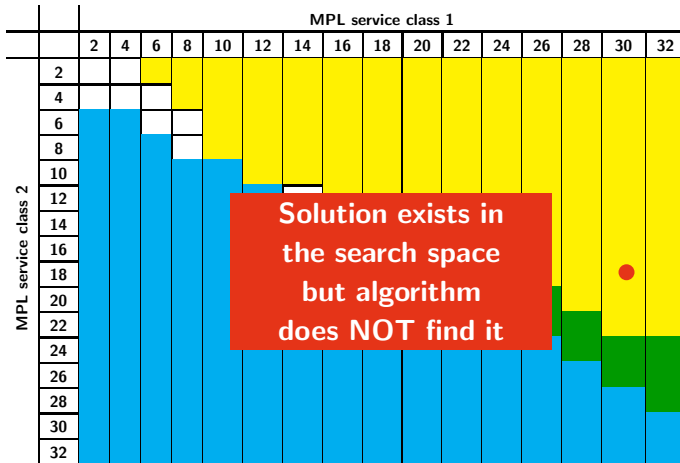 MPL service class 1
2 4 6 8 10 12 14 16 18 20 22 24 26 28 30 32
MPL service class 2
2
4
6
8
10
12
14
16
18
20
22
24
26
28
30
32
Solution exists in
the search space
but algorithm
does NOT find it